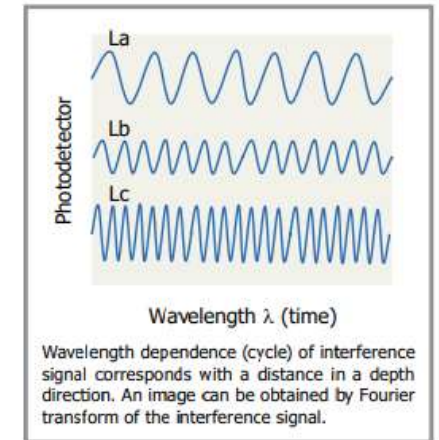 La
Lb
Lc
Photodetector
Wavelength λ (time)
Wavelength dependence (cycle) of interference
signal corresponds with a distance in a depth
direction. An image can be obtained by Fourier
transform of the interference signal.